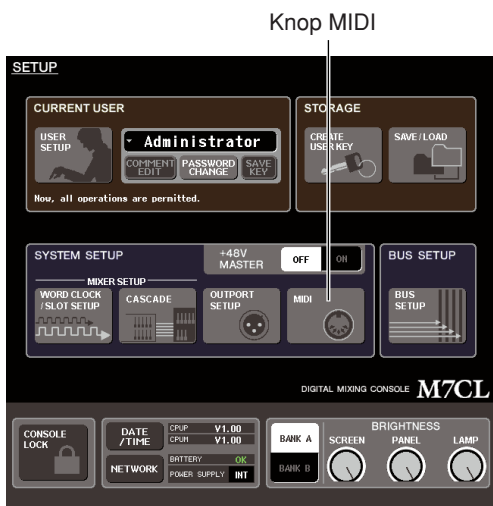 Knop MIDI
SETUP
CURRENT USER
USER
SETUP
Administrator
COMMENT
EDIT
PASSWORD
CHANGE
SAVE
KEY
Now, all operations are permitted.
STORAGE
CREATE
USER KEY
SAVE/LOAD
SYSTEM SETUP
+48V
MASTER
OFF
ON
MIXER SETUP
WORD CLOCK
/SLOT SETUP
CASCADE
OUTPORT
SETUP
MIDI
BUS SETUP
BUS
SETUP
DIGITAL MIXING CONSOLE M7CL
CONSOLE
LOCK
DATE
/TIME
CPUP V1.00
CPUM V1.00
NETWORK
BATTERY OK
POWER SUPPLY INT
BANK A
BANK B
BRIGHTNESS
SCREEN
PANEL
LAMP